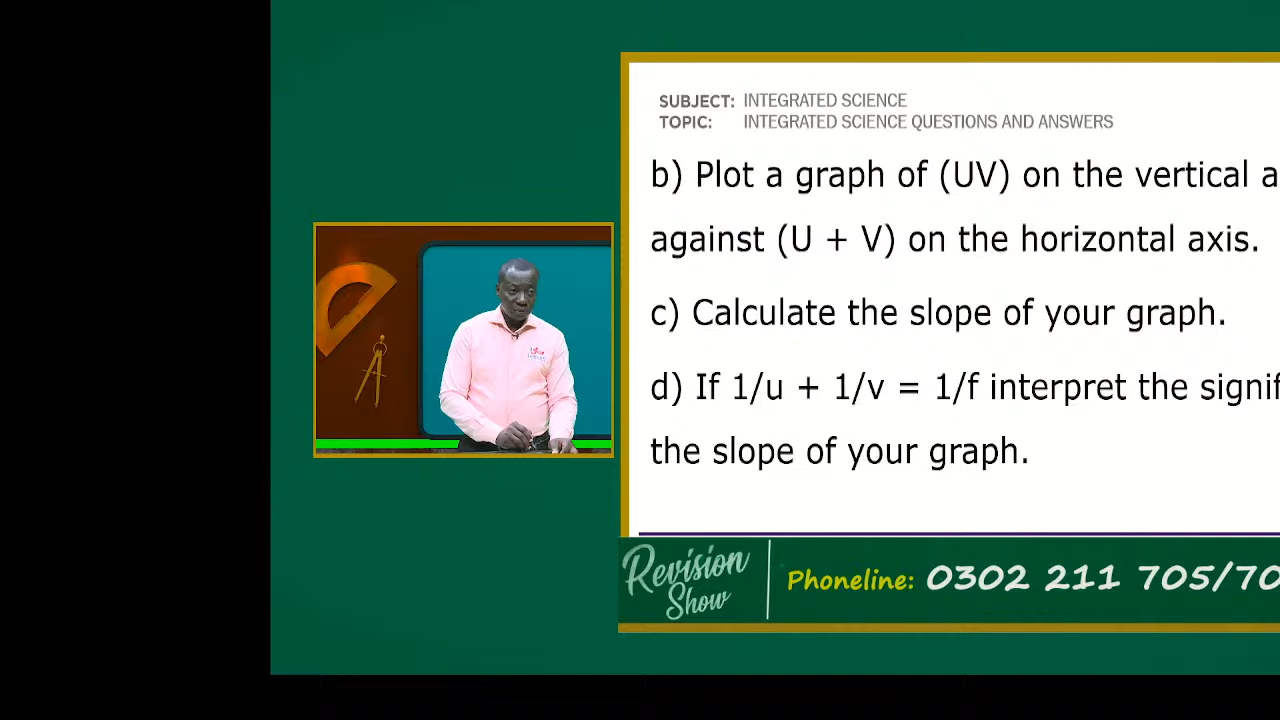 SUBJECT: INTEGRATED SCIENCE
TOPIC: INTEGRATED SCIENCE QUESTIONS AND ANSWERS
b) Plot a graph of (UV) on the vertical a
against (U + V) on the horizontal axis.
c) Calculate the slope of your graph.
d) If 1/u + 1/v = 1/f interpret the signif
the slope of your graph.
Revision
Show
Phoneline: 0302 211 705/70